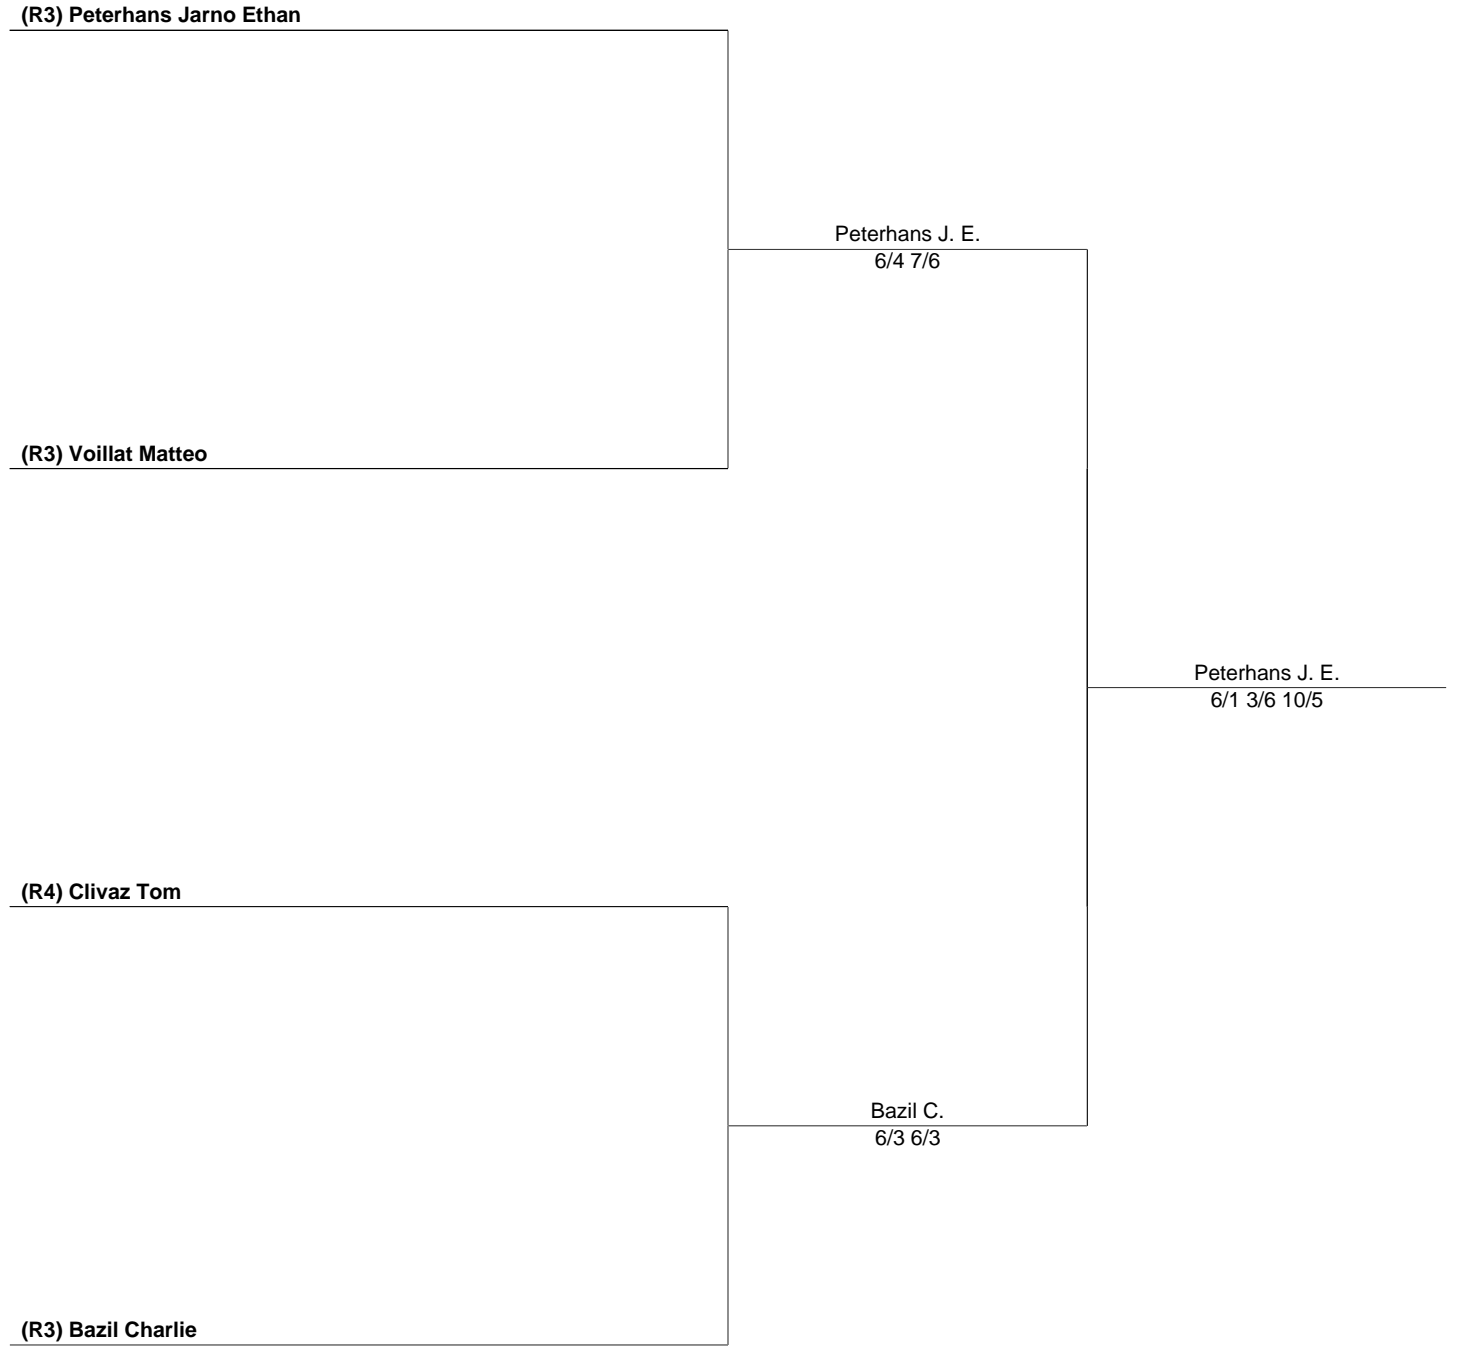 (R3) Peterhans Jarno Ethan
Peterhans J. E.
6/4 7/6
(R3) Voillat Matteo
Peterhans J. E.
6/1 3/6 10/5
(R4) Clivaz Tom
Bazil C.
6/3 6/3
(R3) Bazil Charlie